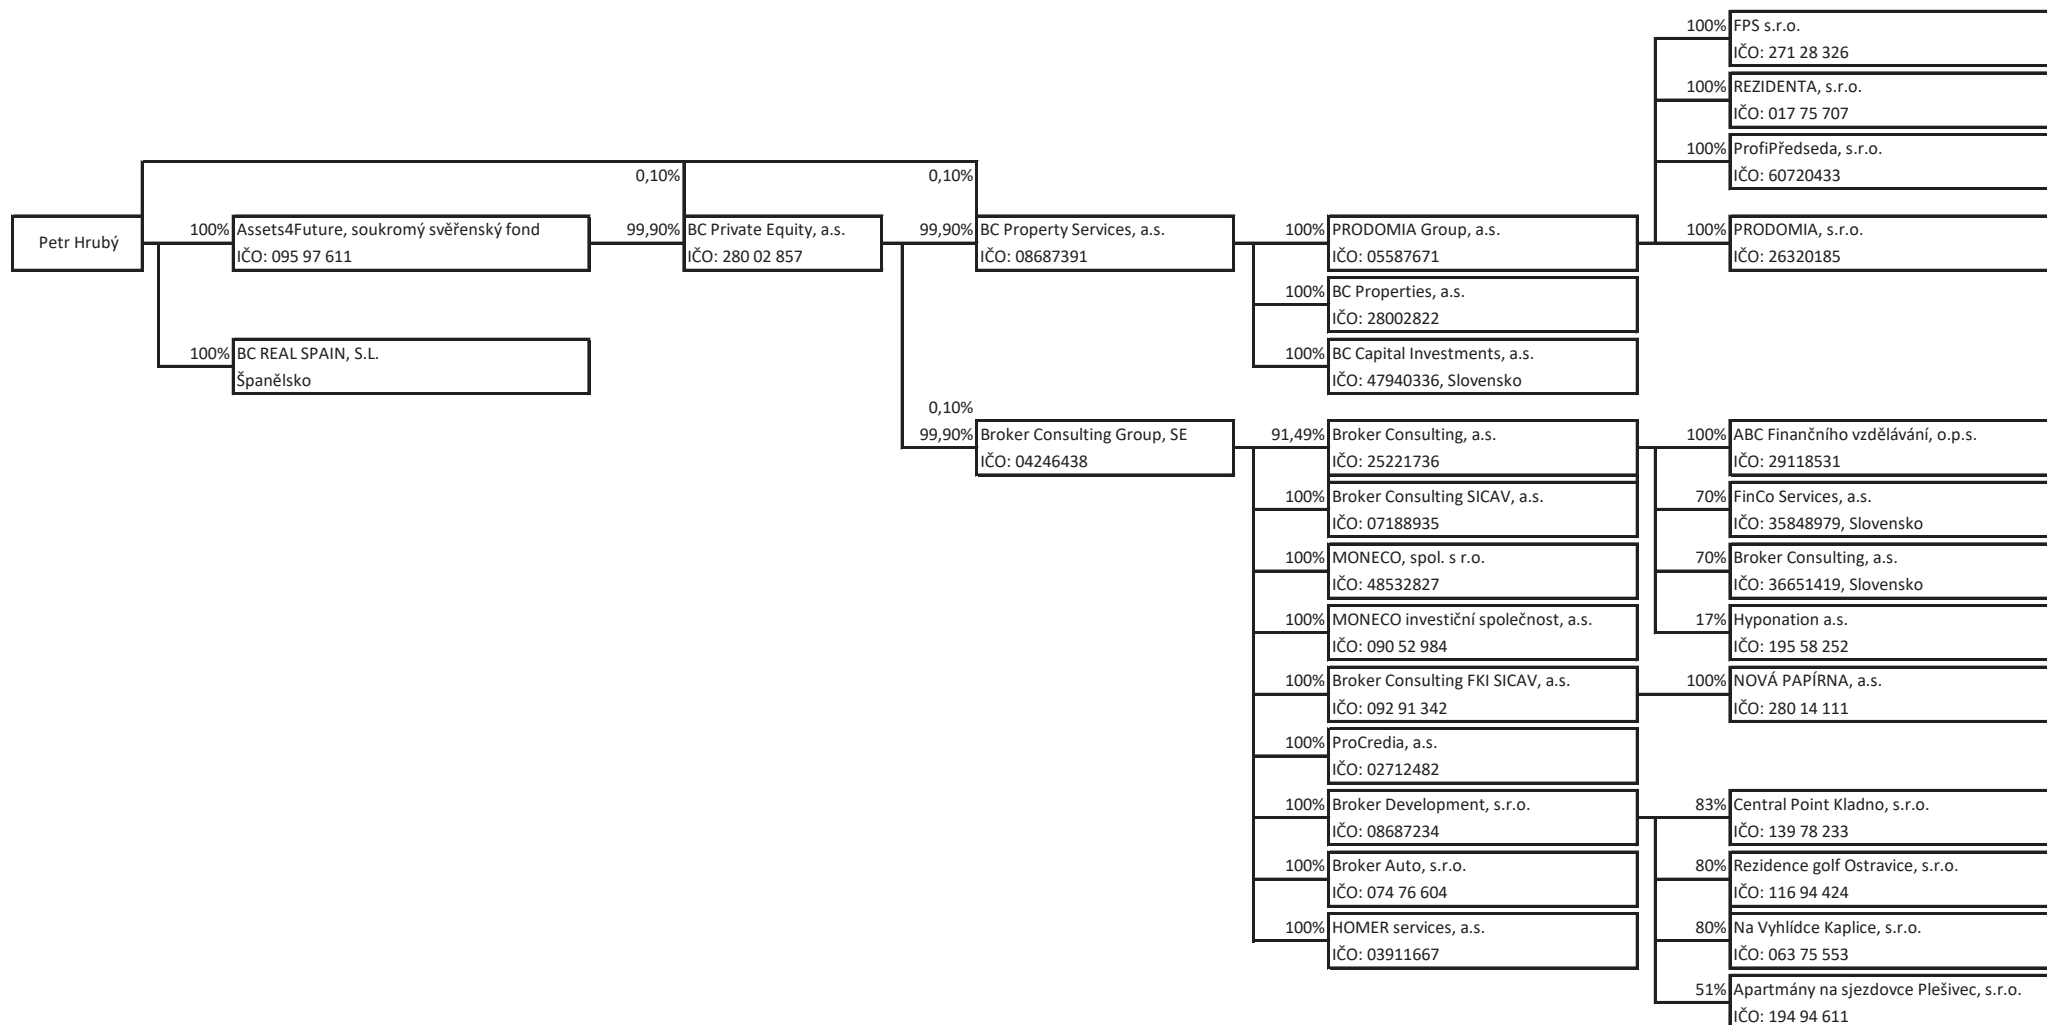 100% FPS s.r.o.
IČO: 271 28 326
100% REZIDENTA, s.r.o.
IČO: 017 75 707
100% ProfiPředseda, s.r.o.
IČO: 60720433
0,10% 0,10%
Petr Hrubý
100% Assets4Future, soukromý svěřenský fond
IČO: 095 97 611
99,90% BC Private Equity, a.s.
IČO: 280 02 857
99,90% BC Property Services, a.s.
IČO: 08687391
100% PRODOMIA Group, a.s.
IČO: 05587671
100% PRODOMIA, s.r.o.
IČO: 26320185
100% BC Properties, a.s.
IČO: 28002822
100% BC REAL SPAIN, S.L.
Španělsko
100% BC Capital Investments, a.s.
IČO: 47940336, Slovensko
0,10%
99,90% Broker Consulting Group, SE
IČO: 04246438
91,49% Broker Consulting, a.s.
IČO: 25221736
100% ABC Finančního vzdělávání, o.p.s.
IČO: 29118531
100% Broker Consulting SICAV, a.s.
IČO: 07188935
70% FinCo Services, a.s.
IČO: 35848979, Slovensko
100% MONECO, spol. s r.o.
IČO: 48532827
70% Broker Consulting, a.s.
IČO: 36651419, Slovensko
100% MONECO investiční společnost, a.s.
IČO: 090 52 984
17% Hyponation a.s.
IČO: 195 58 252
100% Broker Consulting FKI SICAV, a.s.
IČO: 092 91 342
100% NOVÁ PAPÍRNA, a.s.
IČO: 280 14 111
100% ProCredia, a.s.
IČO: 02712482
100% Broker Development, s.r.o.
IČO: 08687234
83% Central Point Kladno, s.r.o.
IČO: 139 78 233
100% Broker Auto, s.r.o.
IČO: 074 76 604
80% Rezidence golf Ostravice, s.r.o.
IČO: 116 94 424
100% HOMER services, a.s.
IČO: 03911667
80% Na Vyhlídce Kaplice, s.r.o.
IČO: 063 75 553
51% Apartmány na sjezdovce Plešivec, s.r.o.
IČO: 194 94 611